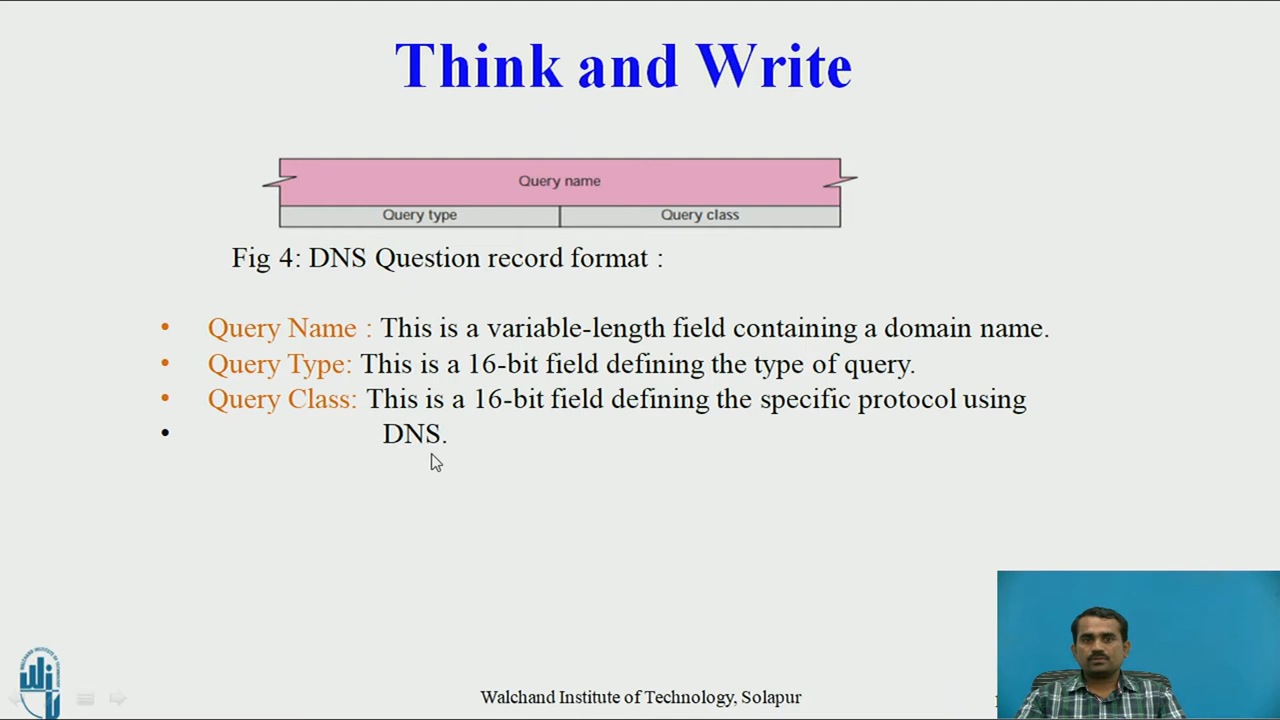 Think and Write
Query name
Query type Query class
Fig 4: DNS Question record format :
• Query Name : This is a variable-length field containing a domain name.
• Query Type: This is a 16-bit field defining the type of query.
• Query Class: This is a 16-bit field defining the specific protocol using
• DNS.
Walchand Institute of Technology, Solapur